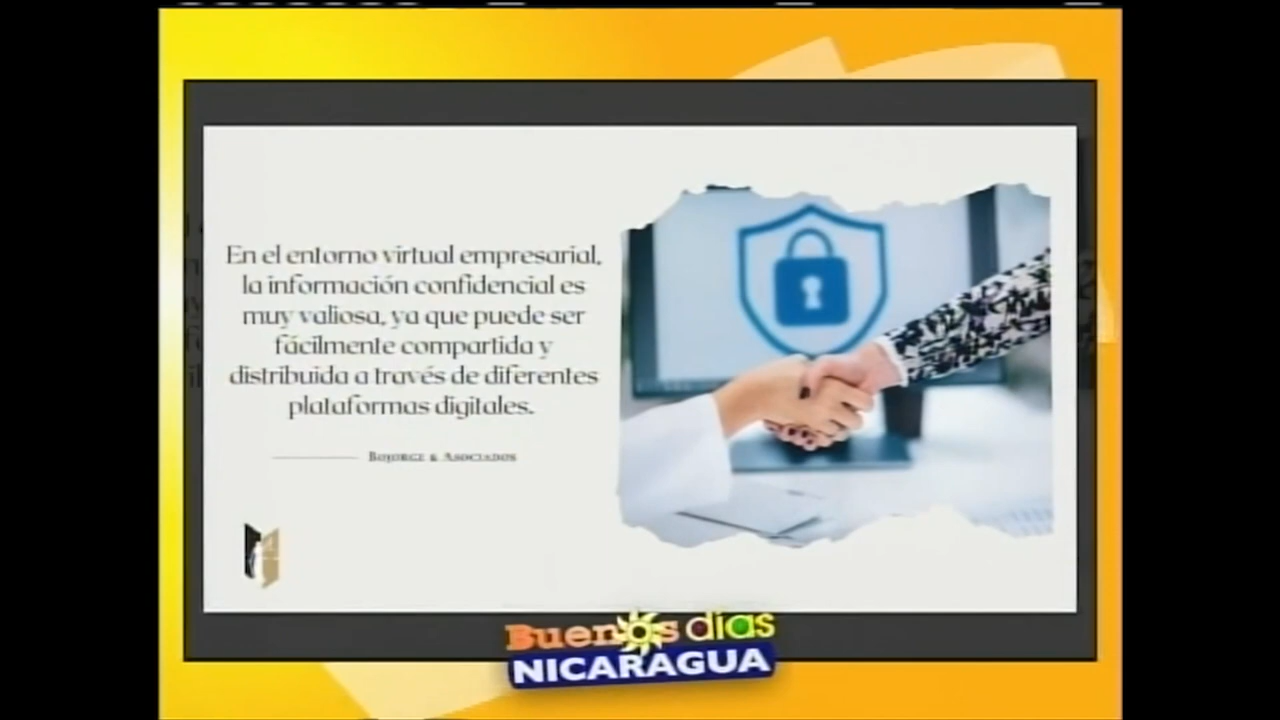 En el entorno virtual empresarial,
la información confidencial es
muy valiosa, ya que puede ser
fácilmente compartida y
distribuida a través de diferentes
plataformas digitales.
Bojorge & Asociados
Buenos días
NICARAGUA